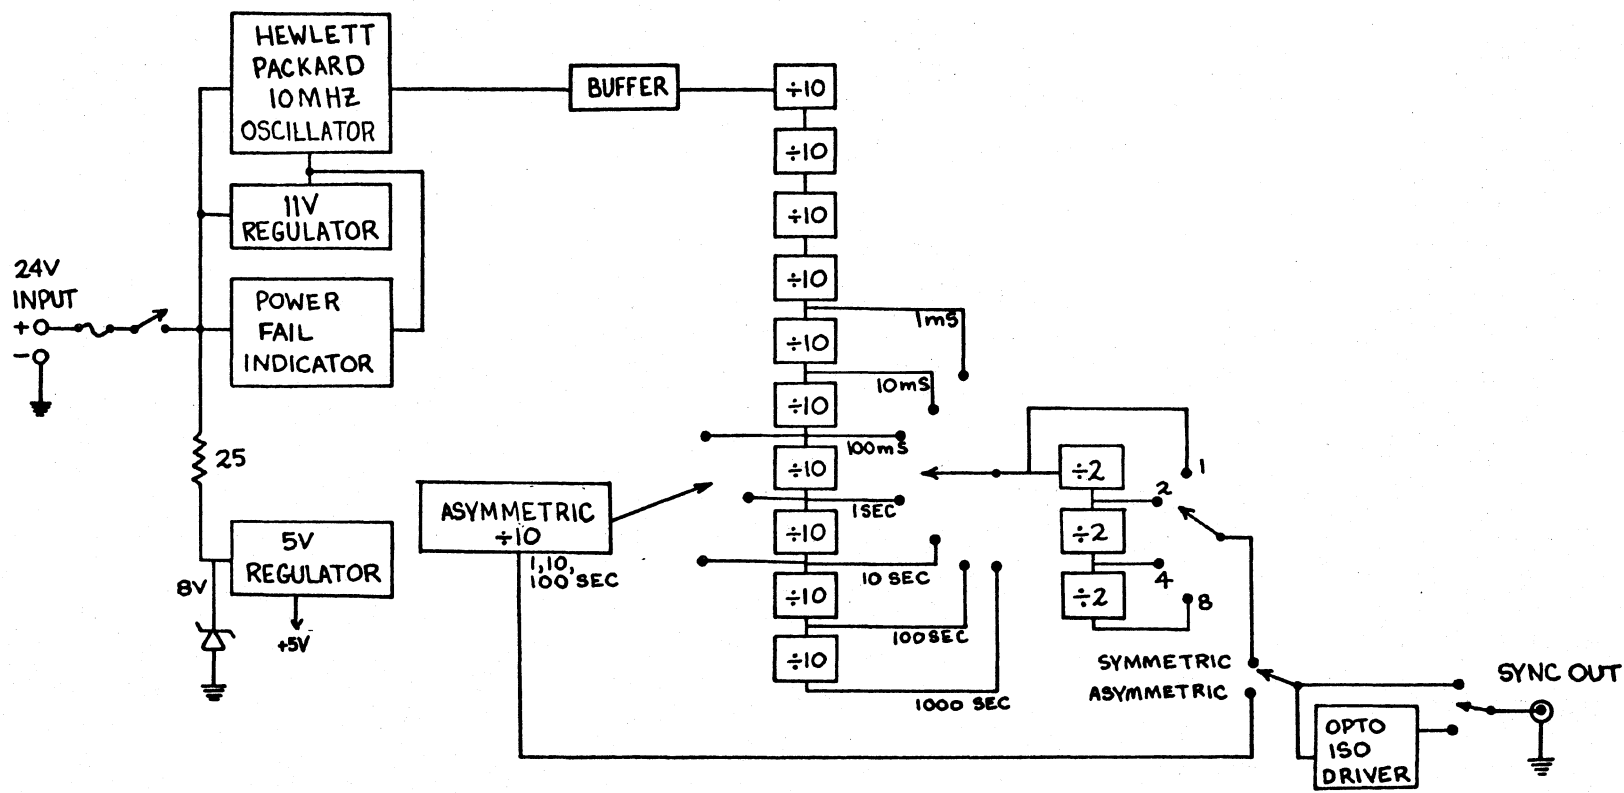 HEWLETT
PACKARD
10MHZ
OSCILLATOR
BUFFER
÷10
÷10
÷10
÷10
÷10
÷10
÷10
÷10
÷10
÷10
11V
REGULATOR
24V
INPUT
+
−
POWER
FAIL
INDICATOR
25
8V
5V
REGULATOR
+5V
ASYMMETRIC
÷10
1,10,
100 SEC
1mS
10mS
100mS
1SEC
10 SEC
100SEC
1000 SEC
÷2
÷2
÷2
1
2
4
8
SYMMETRIC
ASYMMETRIC
SYNC OUT
OPTO
ISO
DRIVER